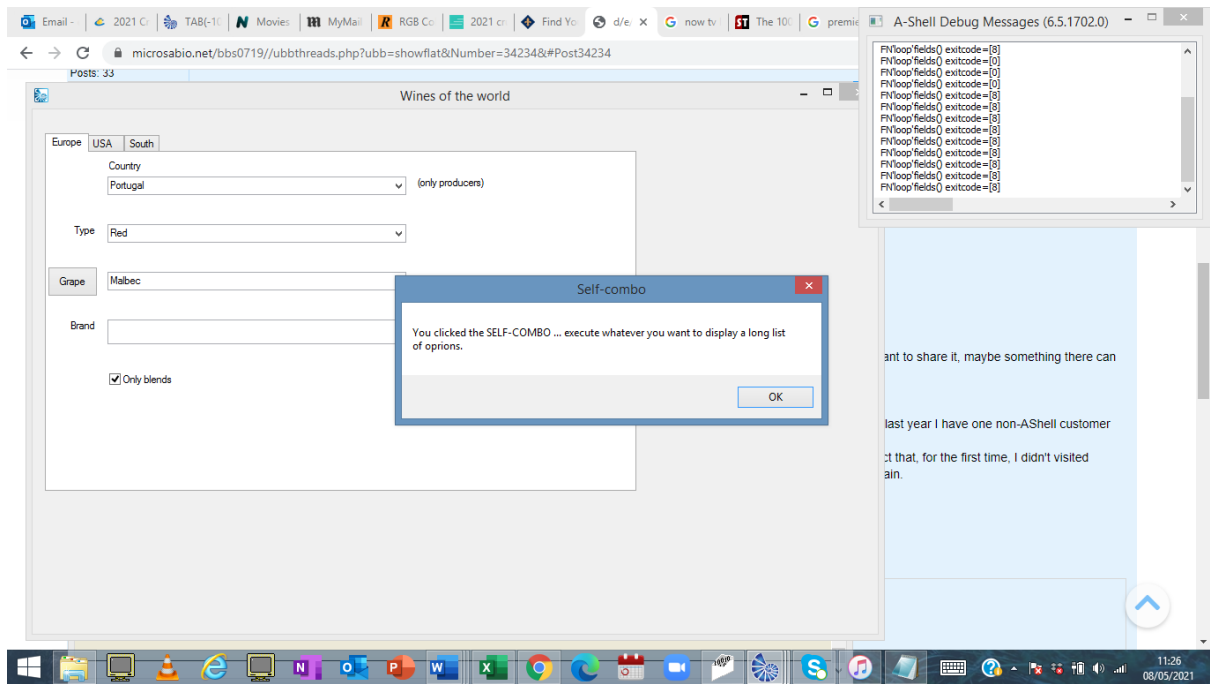 Email -
2021 C
TAB(-10
Movies
MyMail
RGB Co
2021 cr
Find Yo
d/e/
now tv
The 100
premie
A-Shell Debug Messages (6.5.1702.0)
microsabio.net/bbs0719//ubbthreads.php?ubb=showflat&Number=34234&#Post34234
FN'loop'fields() exitcode=[8]
FN'loop'fields() exitcode=[0]
FN'loop'fields() exitcode=[0]
FN'loop'fields() exitcode=[0]
FN'loop'fields() exitcode=[8]
FN'loop'fields() exitcode=[8]
FN'loop'fields() exitcode=[8]
FN'loop'fields() exitcode=[8]
FN'loop'fields() exitcode=[8]
FN'loop'fields() exitcode=[8]
FN'loop'fields() exitcode=[8]
FN'loop'fields() exitcode=[8]
FN'loop'fields() exitcode=[8]
Posts: 33
Wines of the world
Europe USA South
Country
Portugal
(only producers)
Type
Red
Grape
Malbec
Brand
Only blends
Self-combo
You clicked the SELF-COMBO ... execute whatever you want to display a long list
of oprions.
OK
ant to share it, maybe something there can
last year I have one non-AShell customer
ct that, for the first time, I didn't visited
ain.
11:26
08/05/2021